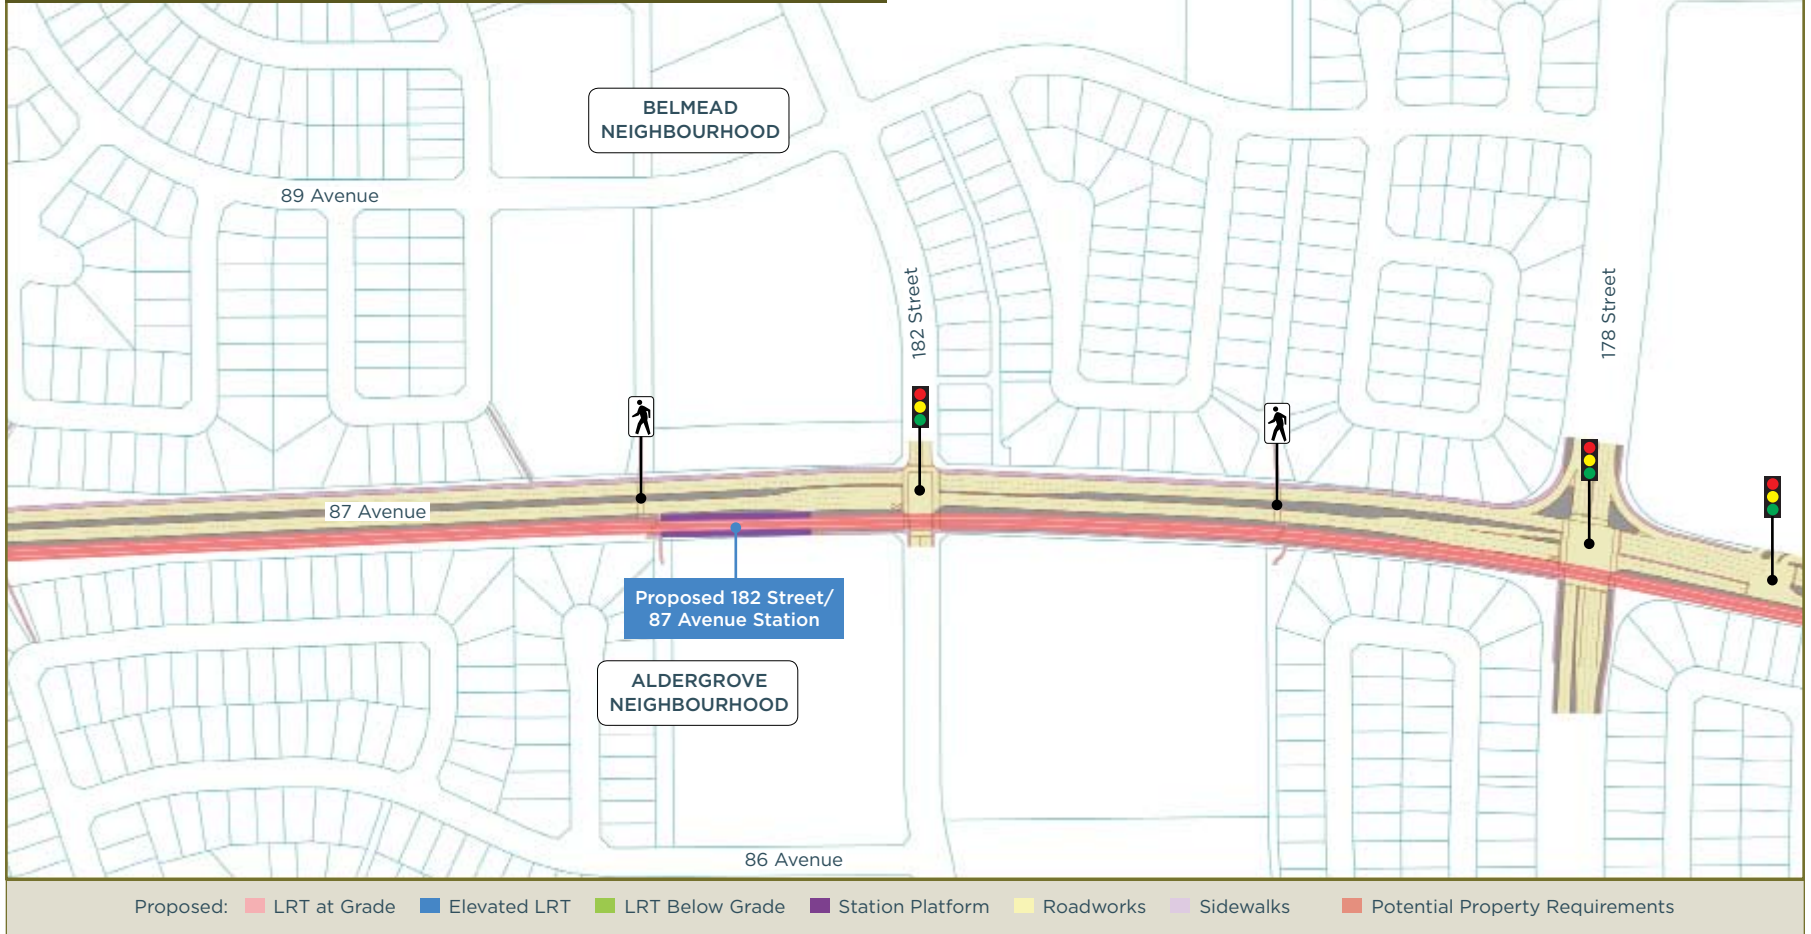 BELMEAD
NEIGHBOURHOOD
89 Avenue
182 Street
178 Street
87 Avenue
Proposed 182 Street/
87 Avenue Station
ALDERGROVE
NEIGHBOURHOOD
86 Avenue
Proposed: LRT at Grade Elevated LRT LRT Below Grade Station Platform Roadworks Sidewalks Potential Property Requirements